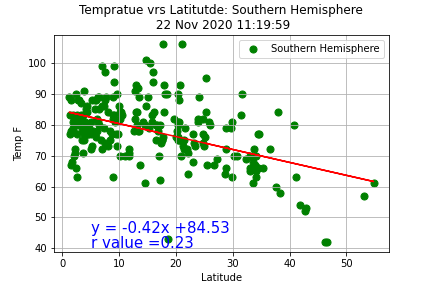 Tempratue vrs Latitutde: Southern Hemisphere
22 Nov 2020 11:19:59
Southern Hemisphere
110
100
90
80
70
60
50
40
Temp F
y = -0.42x +84.53
r value =0.23
0 10 20 30 40 50
Latitude